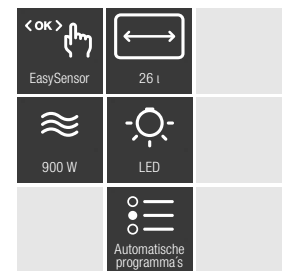 <OK>
EasySensor
26 l
900 W
LED
Automatische
programma´s